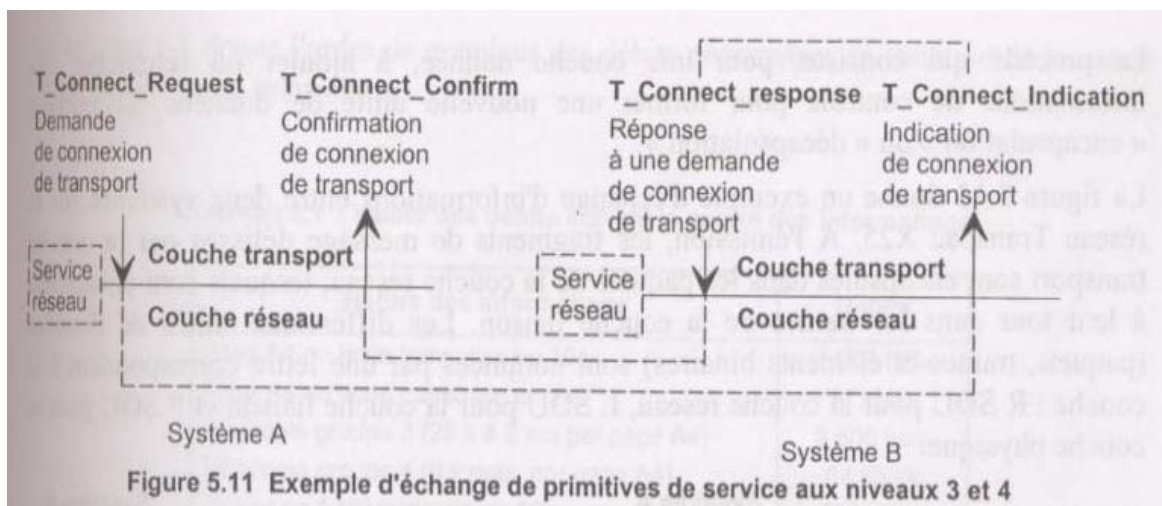 T_Connect_Request T_Connect_Confirm T_Connect_response T_Connect_Indication
Demande
de connexion
de transport
Confirmation
de connexion
de transport
Réponse
à une demande
de connexion
de transport
Indication
de connexion
de transport
Service
réseau
Couche transport
Couche réseau
Service
réseau
Couche transport
Couche réseau
Système A
Système B
Figure 5.11 Exemple d'échange de primitives de service aux niveaux 3 et 4